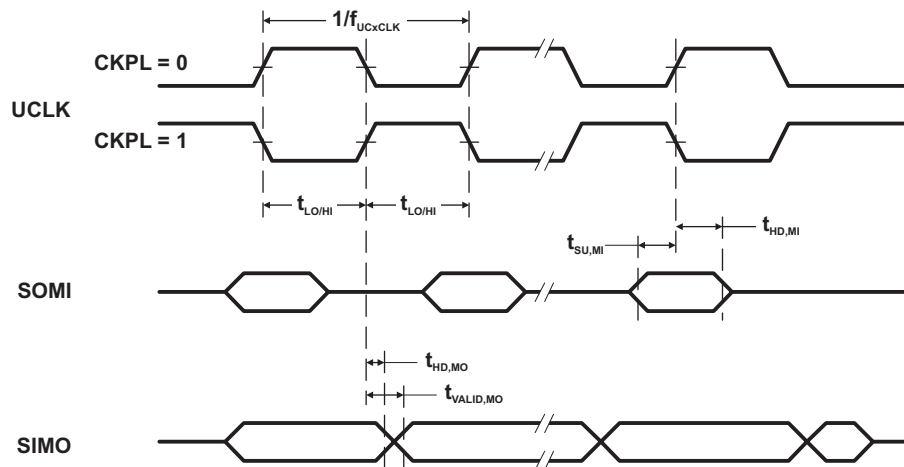 1/fUCxCLK
CKPL = 0
UCLK
CKPL = 1
tLO/HI tLO/HI
tSU,MI tHD,MI
SOMI
tHD,MO
tVALID,MO
SIMO